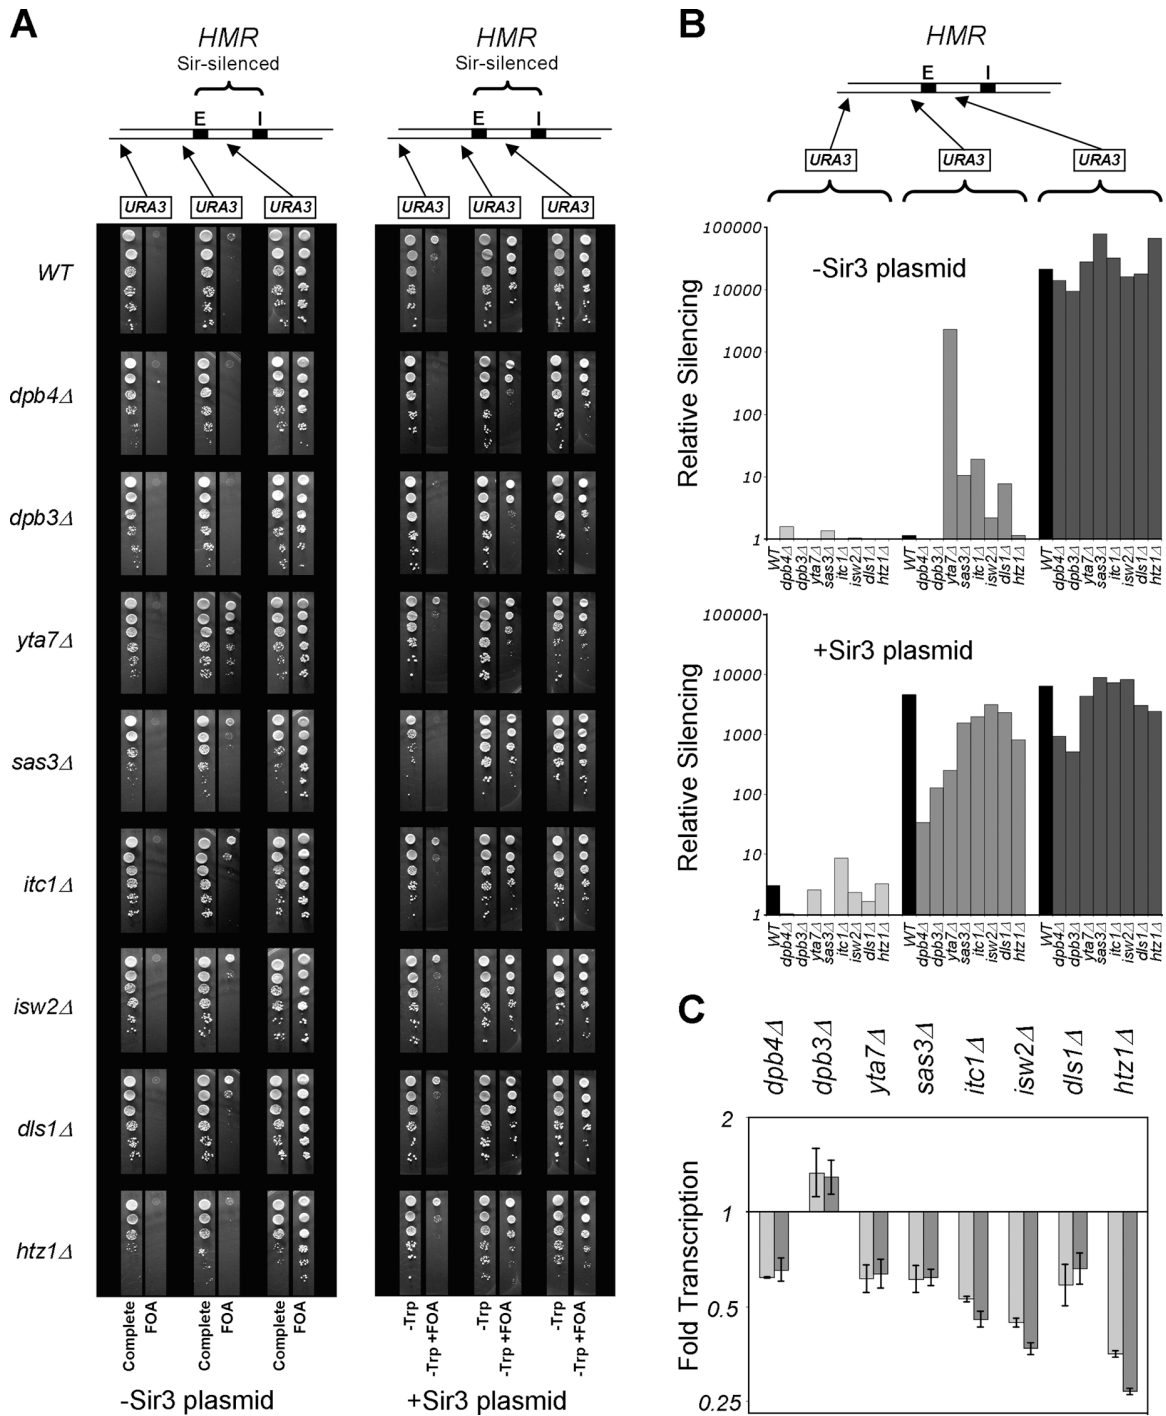 A
HMR
Sir-silenced
E I
URA3 URA3 URA3
HMR
Sir-silenced
E I
URA3 URA3 URA3
WT
dpb4Δ
dpb3Δ
yta7Δ
sas3Δ
itc1Δ
isw2Δ
dls1Δ
htz1Δ
Complete FOA Complete FOA Complete FOA
-Sir3 plasmid
-Trp -Trp +FOA -Trp -Trp +FOA -Trp -Trp +FOA
+Sir3 plasmid
B
HMR
E I
URA3 URA3 URA3
Relative Silencing
100000
10000
1000
100
10
1
-Sir3 plasmid
WT dpb4Δ dpb3Δ yta7Δ sas3Δ itc1Δ isw2Δ dls1Δ htz1Δ WT dpb4Δ dpb3Δ yta7Δ sas3Δ itc1Δ isw2Δ dls1Δ htz1Δ WT dpb4Δ dpb3Δ yta7Δ sas3Δ itc1Δ isw2Δ dls1Δ htz1Δ
Relative Silencing
100000
10000
1000
100
10
1
+Sir3 plasmid
WT dpb4Δ dpb3Δ yta7Δ sas3Δ itc1Δ isw2Δ dls1Δ htz1Δ WT dpb4Δ dpb3Δ yta7Δ sas3Δ itc1Δ isw2Δ dls1Δ htz1Δ WT dpb4Δ dpb3Δ yta7Δ sas3Δ itc1Δ isw2Δ dls1Δ htz1Δ
C
dpb4Δ dpb3Δ yta7Δ sas3Δ itc1Δ isw2Δ dls1Δ htz1Δ
Fold Transcription
2
1
0.5
0.25